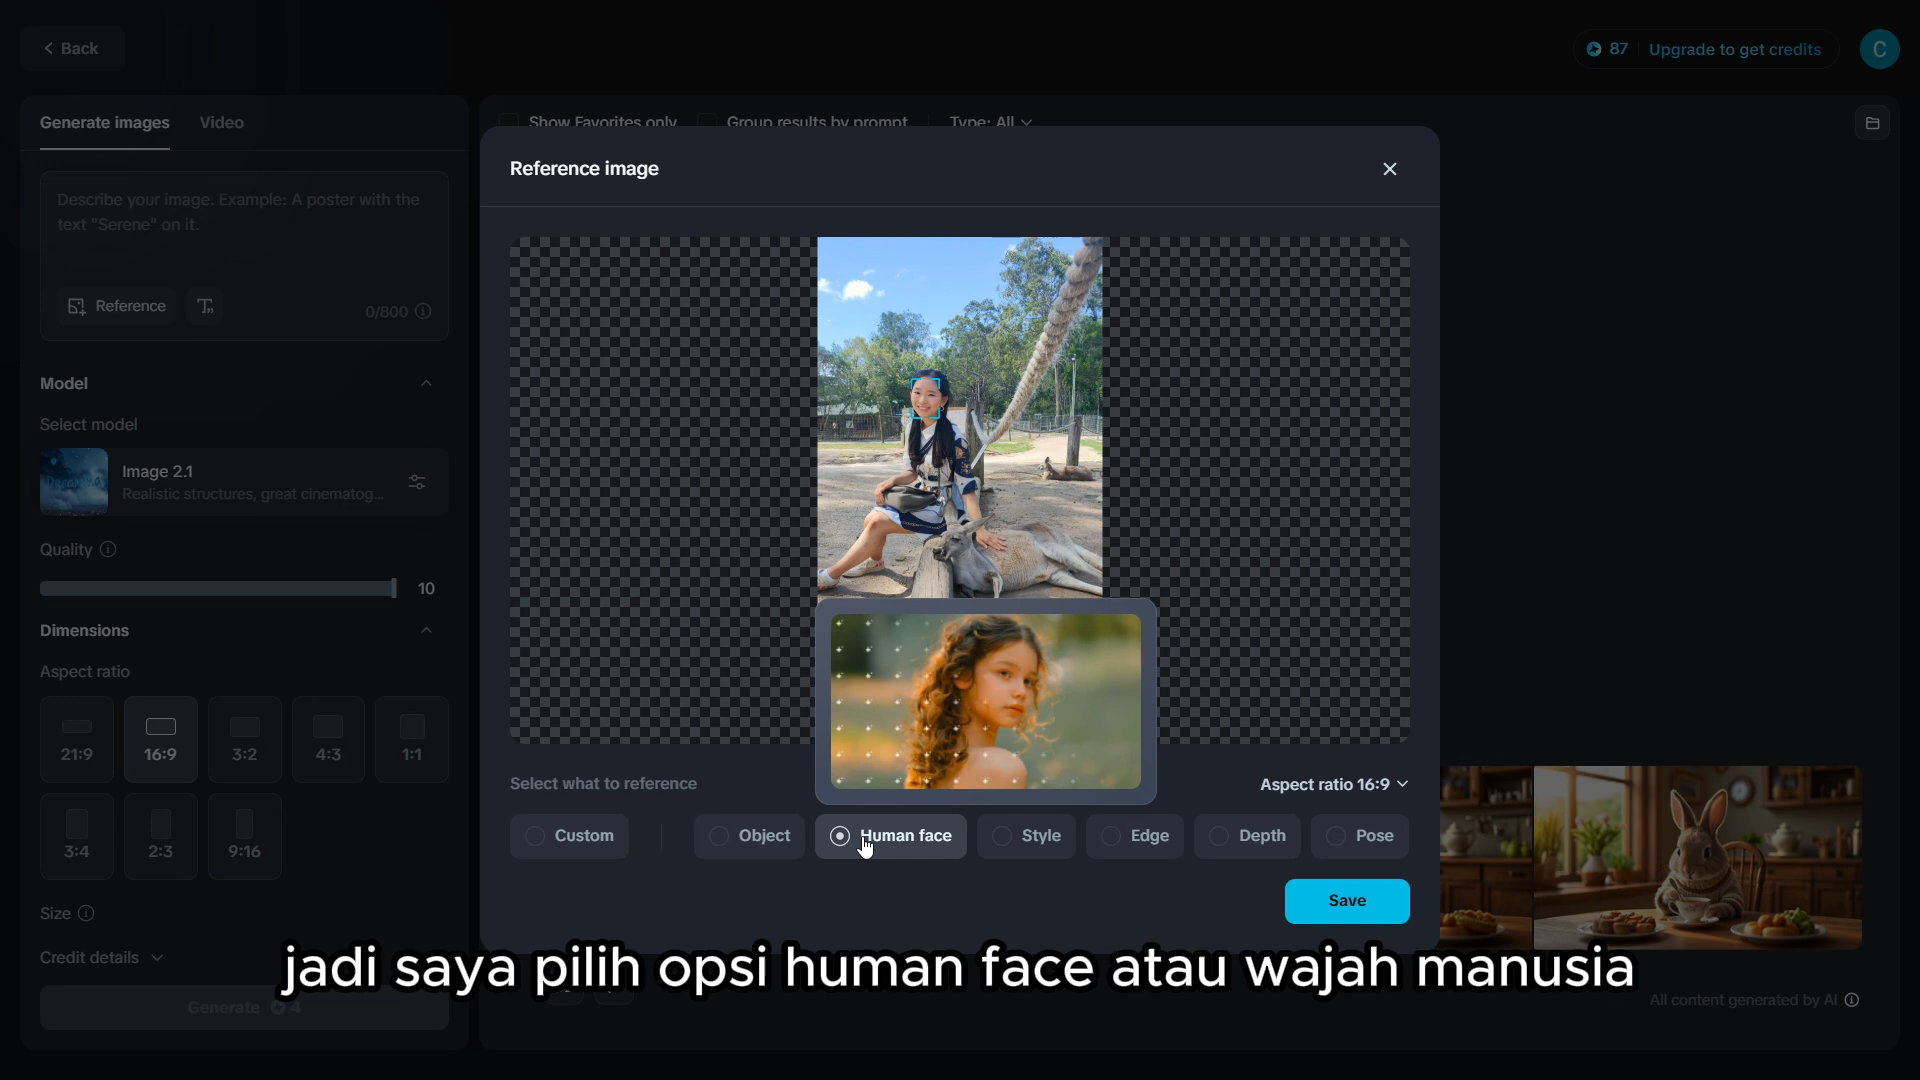 Back
87 Upgrade to get credits
C
Generate images Video
Show Favorites only Group results by prompt Type: All
Reference image
Describe your image. Example: A poster with the
text "Serene" on it.
Reference
0/800
Model
Select model
Image 2.1
Realistic structures, great cinematog...
Quality
10
Dimensions
Aspect ratio
21:9 16:9 3:2 4:3 1:1
3:4 2:3 9:16
Size
Credit details
Generate 4
Select what to reference
Aspect ratio 16:9
Custom Object Human face Style Edge Depth Pose
Save
jadi saya pilih opsi human face atau wajah manusia
All content generated by AI